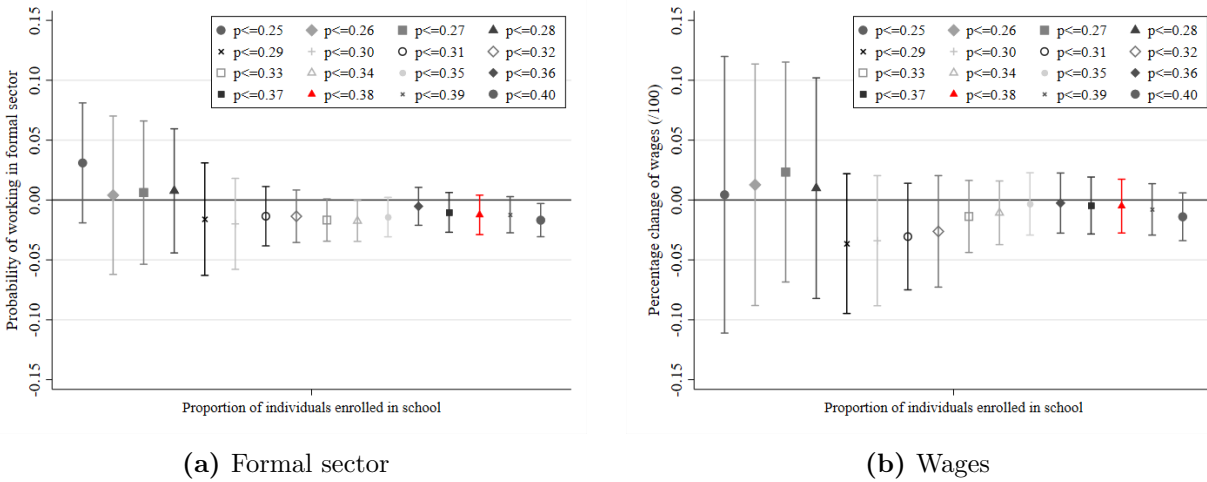 0.15
0.10
0.05
0.00
-0.05
-0.10
-0.15
Probability of working in formal sector
p<=0.25 p<=0.26 p<=0.27 p<=0.28
p<=0.29 p<=0.30 p<=0.31 p<=0.32
p<=0.33 p<=0.34 p<=0.35 p<=0.36
p<=0.37 p<=0.38 p<=0.39 p<=0.40
Proportion of individuals enrolled in school
(a) Formal sector
0.15
0.10
0.05
0.00
-0.05
-0.10
-0.15
Percentage change of wages (/100)
p<=0.25 p<=0.26 p<=0.27 p<=0.28
p<=0.29 p<=0.30 p<=0.31 p<=0.32
p<=0.33 p<=0.34 p<=0.35 p<=0.36
p<=0.37 p<=0.38 p<=0.39 p<=0.40
Proportion of individuals enrolled in school
(b) Wages